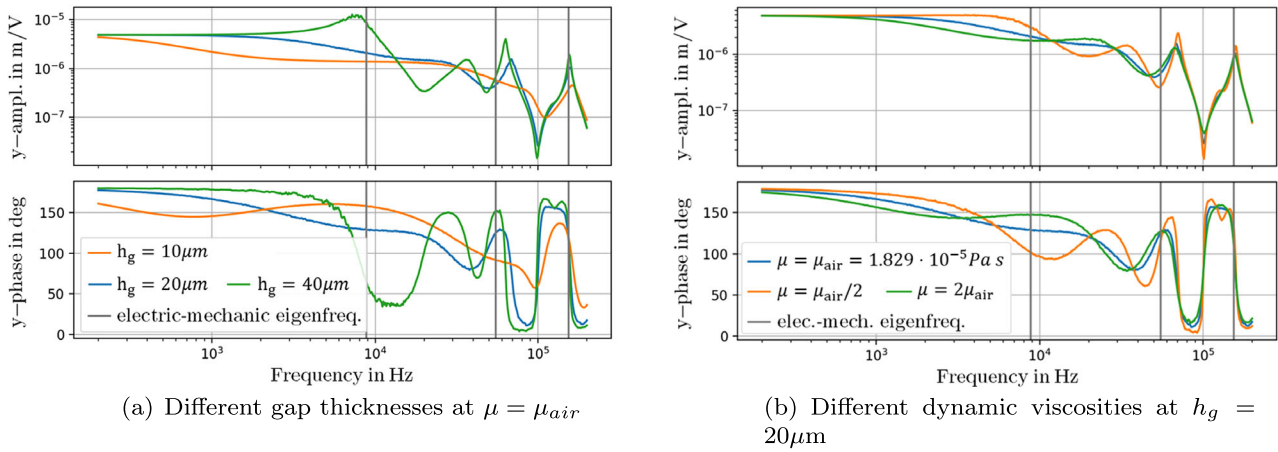 10⁻⁵
10⁻⁶
10⁻⁷
y−ampl. in m/V
150
100
50
0
y−phase in deg
h_g = 10μm
h_g = 20μm h_g = 40μm
electric-mechanic eigenfreq.
10³ 10⁴ 10⁵
Frequency in Hz
(a) Different gap thicknesses at μ = μ_air
10⁻⁶
10⁻⁷
y−ampl. in m/V
150
100
50
0
y−phase in deg
μ = μ_air = 1.829 · 10⁻⁵Pa s
μ = μ_air/2 μ = 2μ_air
elec.-mech. eigenfreq.
10³ 10⁴ 10⁵
Frequency in Hz
(b) Different dynamic viscosities at h_g =
20μm